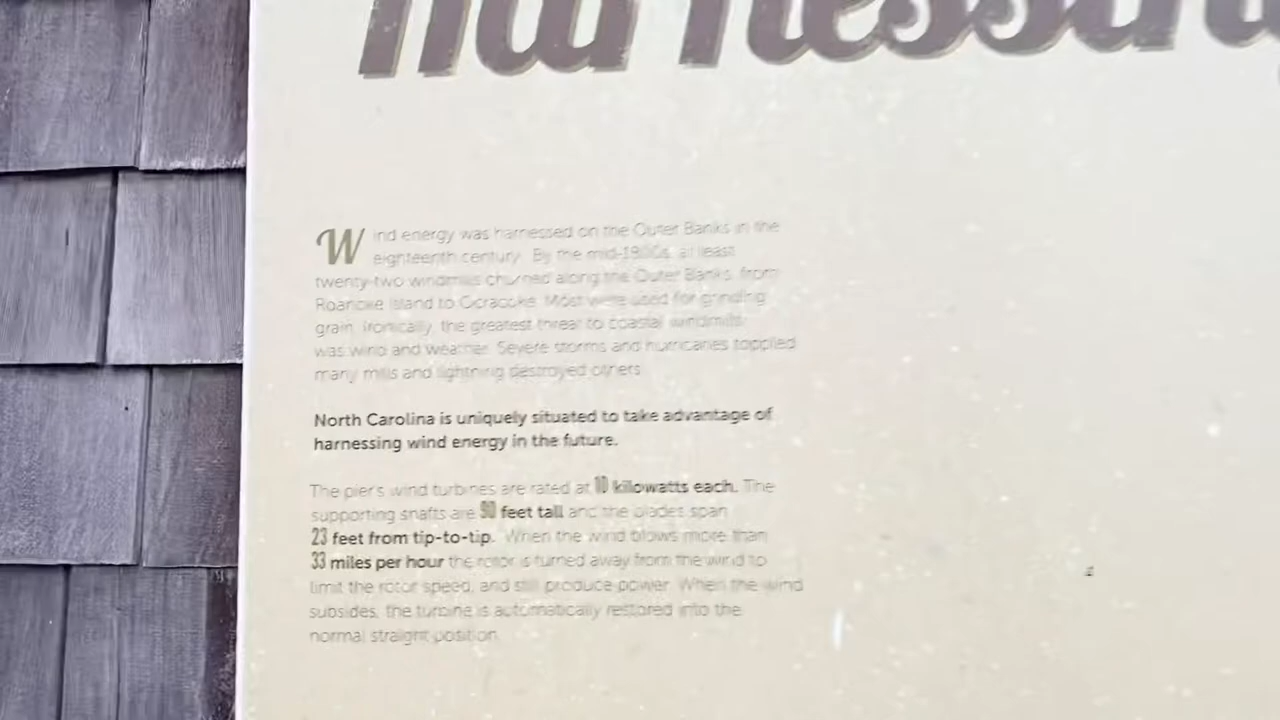 Harnessing
Wind energy was harnessed on the Outer Banks in the
eighteenth century. By the mid-1800s, at least
twenty-two windmills churned along the Outer Banks, from
Roanoke Island to Ocracoke. Most were used for grinding
grain. Ironically, the greatest threat to coastal windmills
was wind and weather. Severe storms and hurricanes toppled
many mills and lightning destroyed others.
North Carolina is uniquely situated to take advantage of
harnessing wind energy in the future.
The pier's wind turbines are rated at 10 kilowatts each. The
supporting shafts are 90 feet tall and the blades span
23 feet from tip-to-tip. When the wind blows more than
33 miles per hour the rotor is turned away from the wind to
limit the rotor speed, and still produce power. When the wind
subsides, the turbine is automatically restored into the
normal straight position.